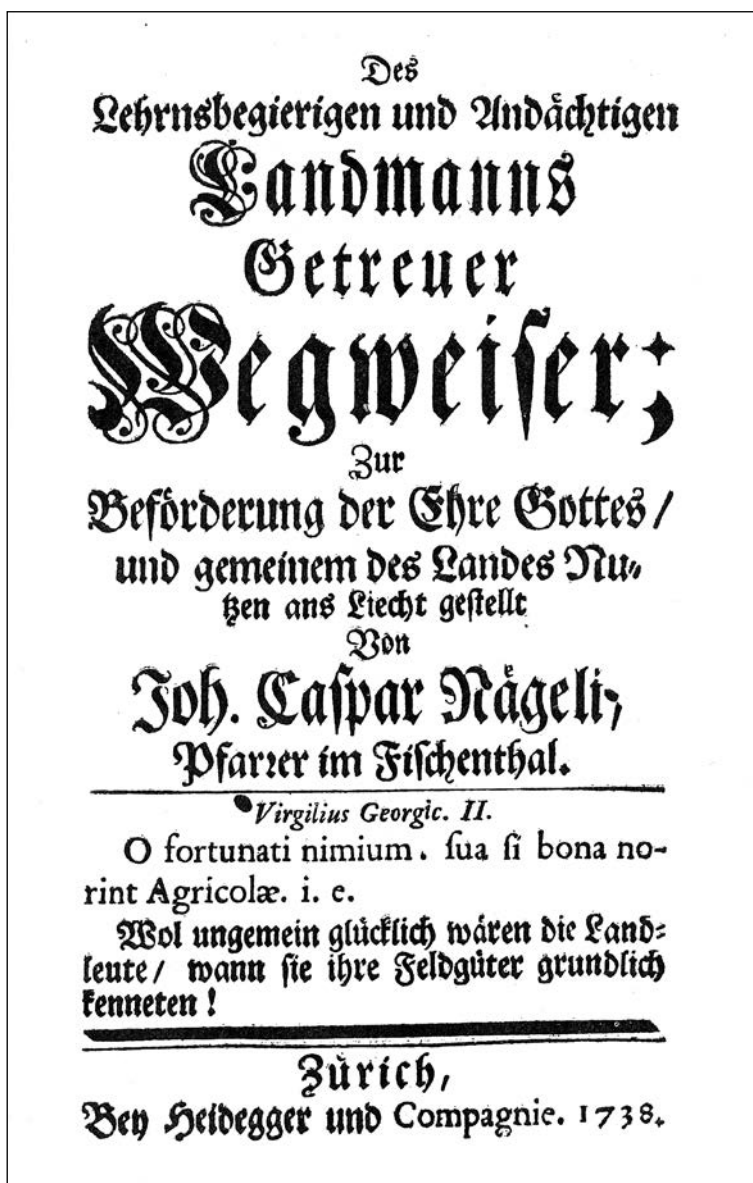 Des
Lehrnsbegierigen und Andächtigen
Landmanns
Getreuer
Wegweiser;
Zur
Beförderung der Ehre Gottes /
und gemeinem des Landes Nu-
tzen ans Liecht gestellt
Von
Joh. Caspar Nägeli,
Pfarrer im Fischenthal.
Virgilius Georgic. II.
O fortunati nimium. ſua ſi bona no-
rint Agricolæ. i. e.
Wol ungemein glücklich wären die Land-
leute / wann sie ihre Feldgüter grundlich
kenneten !
Zürich,
Bey Heidegger und Compagnie. 1738.